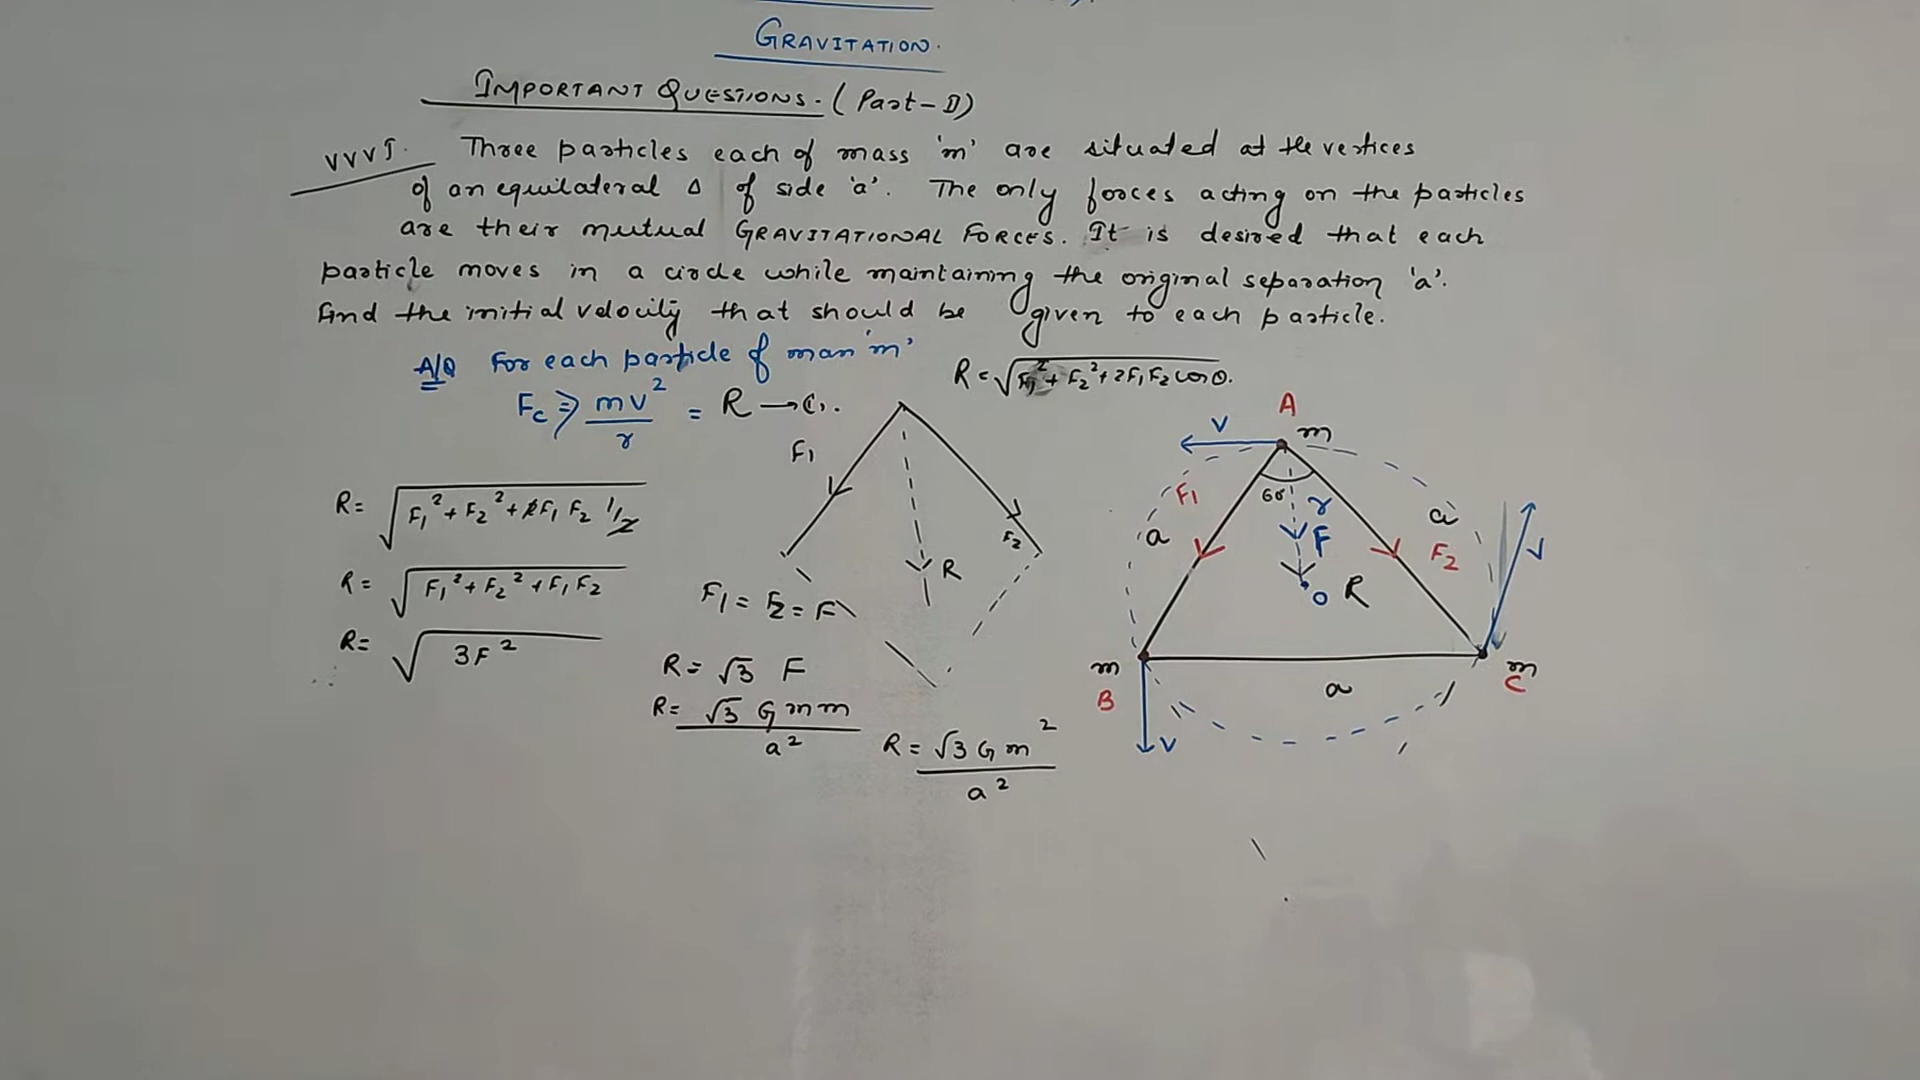 GRAVITATION.
IMPORTANT QUESTIONS. (Part-II)
VVVI. Three particles each of mass 'm' are situated at the vertices
of an equilateral Δ of side 'a'. The only forces acting on the particles
are their mutual GRAVITATIONAL FORCES. It is desired that each
particle moves in a circle while maintaining the original separation 'a'.
find the initial velocity that should be given to each particle.
A/Q For each particle of mass 'm'
Fc ⇒ mv²/r = R → (1).
R = √F₁² + F₂² + 2F₁F₂ cos θ.
R = √F₁² + F₂² + 2F₁ F₂ 1/2
R = √F₁² + F₂² + F₁F₂
R = √3F²
F₁
F₂
R
F₁ = F₂ = F
R = √3 F
R = √3 G m m / a²
R = √3 G m² / a²
A
m
V
60°
F₁
r
a
F
a
F₂
V
O
R
m
B
a
m
C
V